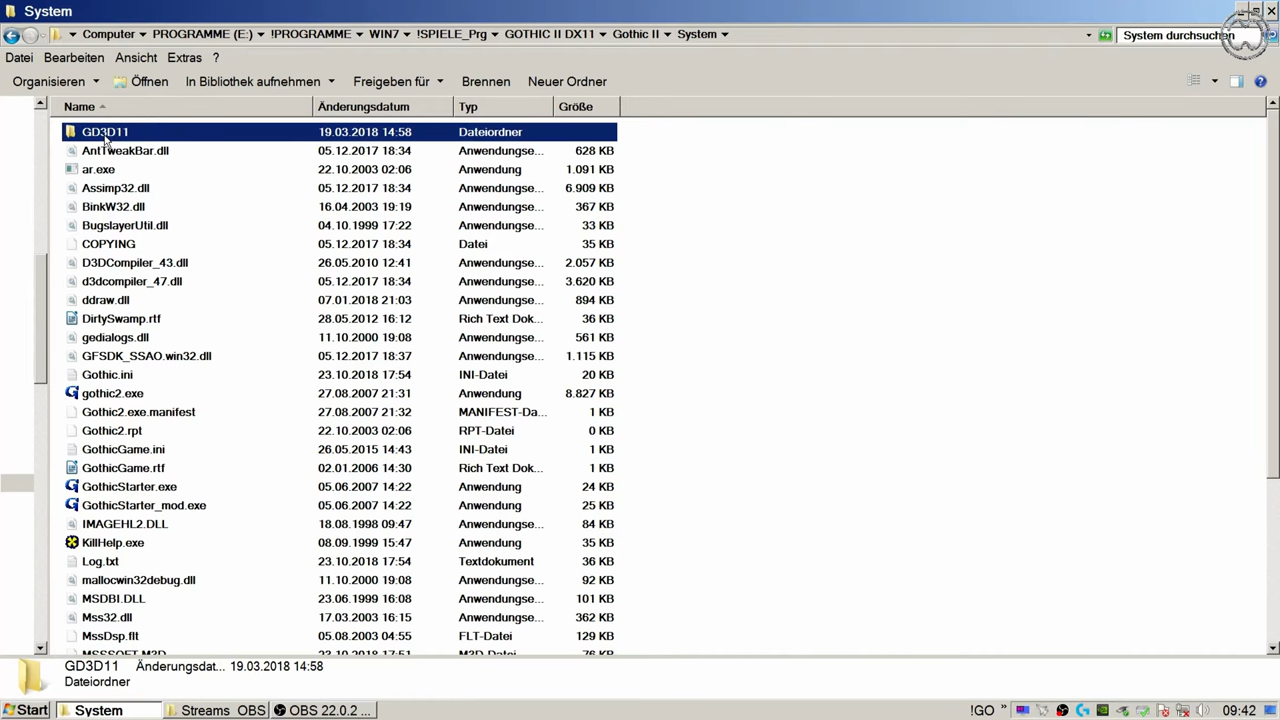 System
Computer PROGRAMME (E:) !PROGRAMME WIN7 !SPIELE_Prg GOTHIC II DX11 Gothic II System System durchsuchen
Datei Bearbeiten Ansicht Extras ?
Organisieren Öffnen In Bibliothek aufnehmen Freigeben für Brennen Neuer Ordner
Name Änderungsdatum Typ Größe
GD3D11 19.03.2018 14:58 Dateiordner
AntTweakBar.dll 05.12.2017 18:34 Anwendungse... 628 KB
ar.exe 22.10.2003 02:06 Anwendung 1.091 KB
Assimp32.dll 05.12.2017 18:34 Anwendungse... 6.909 KB
BinkW32.dll 16.04.2003 19:19 Anwendungse... 367 KB
BugslayerUtil.dll 04.10.1999 17:22 Anwendungse... 33 KB
COPYING 05.12.2017 18:34 Datei 35 KB
D3DCompiler_43.dll 26.05.2010 12:41 Anwendungse... 2.057 KB
d3dcompiler_47.dll 05.12.2017 18:34 Anwendungse... 3.620 KB
ddraw.dll 07.01.2018 21:03 Anwendungse... 894 KB
DirtySwamp.rtf 28.05.2012 16:12 Rich Text Dok... 36 KB
gedialogs.dll 11.10.2000 19:08 Anwendungse... 561 KB
GFSDK_SSAO.win32.dll 05.12.2017 18:37 Anwendungse... 1.115 KB
Gothic.ini 23.10.2018 17:54 INI-Datei 20 KB
gothic2.exe 27.08.2007 21:31 Anwendung 8.827 KB
Gothic2.exe.manifest 27.08.2007 21:32 MANIFEST-Da... 1 KB
Gothic2.rpt 22.10.2003 02:06 RPT-Datei 0 KB
GothicGame.ini 26.05.2015 14:43 INI-Datei 1 KB
GothicGame.rtf 02.01.2006 14:30 Rich Text Dok... 1 KB
GothicStarter.exe 05.06.2007 14:22 Anwendung 24 KB
GothicStarter_mod.exe 05.06.2007 14:22 Anwendung 25 KB
IMAGEHL2.DLL 18.08.1998 09:47 Anwendungse... 84 KB
KillHelp.exe 08.09.1999 15:47 Anwendung 35 KB
Log.txt 23.10.2018 17:54 Textdokument 36 KB
mallocwin32debug.dll 11.10.2000 19:08 Anwendungse... 92 KB
MSDBI.DLL 23.06.1999 16:08 Anwendungse... 101 KB
Mss32.dll 17.03.2003 16:15 Anwendungse... 362 KB
MssDsp.flt 05.08.2003 04:55 FLT-Datei 129 KB
MSSSOFT.M3D 23.10.2018 17:51 M3D-Datei 76 KB
GD3D11 Änderungsdat... 19.03.2018 14:58
Dateiordner
Start System Streams OBS OBS 22.0.2 ... !GO 09:42